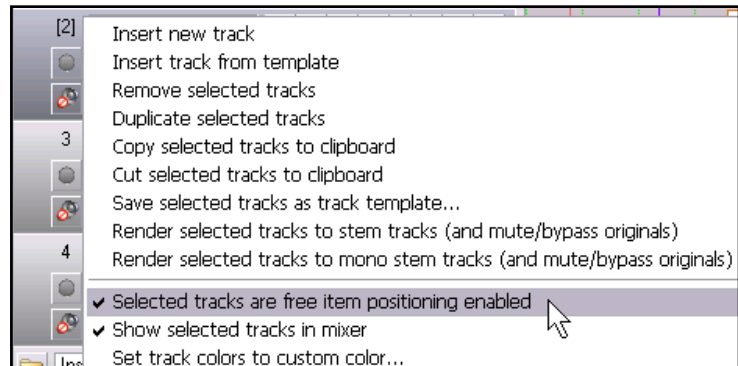 [2]
Insert new track
Insert track from template
Remove selected tracks
Duplicate selected tracks
3
Copy selected tracks to clipboard
Cut selected tracks to clipboard
Save selected tracks as track template...
4
Render selected tracks to stem tracks (and mute/bypass originals)
Render selected tracks to mono stem tracks (and mute/bypass originals)
Selected tracks are free item positioning enabled
Show selected tracks in mixer
Set track colors to custom color...